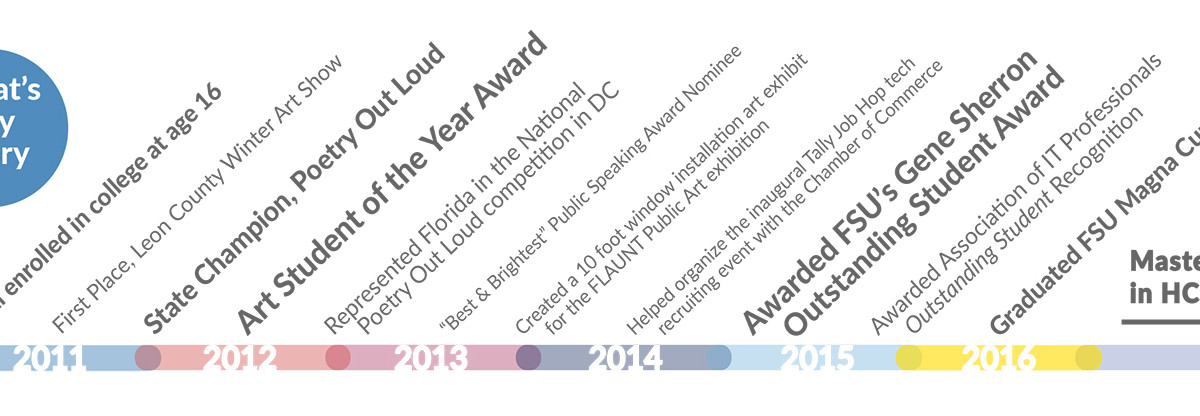 at's
y
ry
enrolled in college at age 16
First Place, Leon County Winter Art Show
State Champion, Poetry Out Loud
Art Student of the Year Award
Represented Florida in the National
Poetry Out Loud competition in DC
“Best & Brightest” Public Speaking Award Nominee
Created a 10 foot window installation art exhibit
for the FLAUNT Public Art exhibition
Helped organize the inaugural Tally Job Hop tech
recruiting event with the Chamber of Commerce
Awarded FSU’s Gene Sherron
Outstanding Student Award
Awarded Association of IT Professionals
Outstanding Student Recognition
Graduated FSU Magna Cu
Maste
in HC
2011
2012
2013
2014
2015
2016